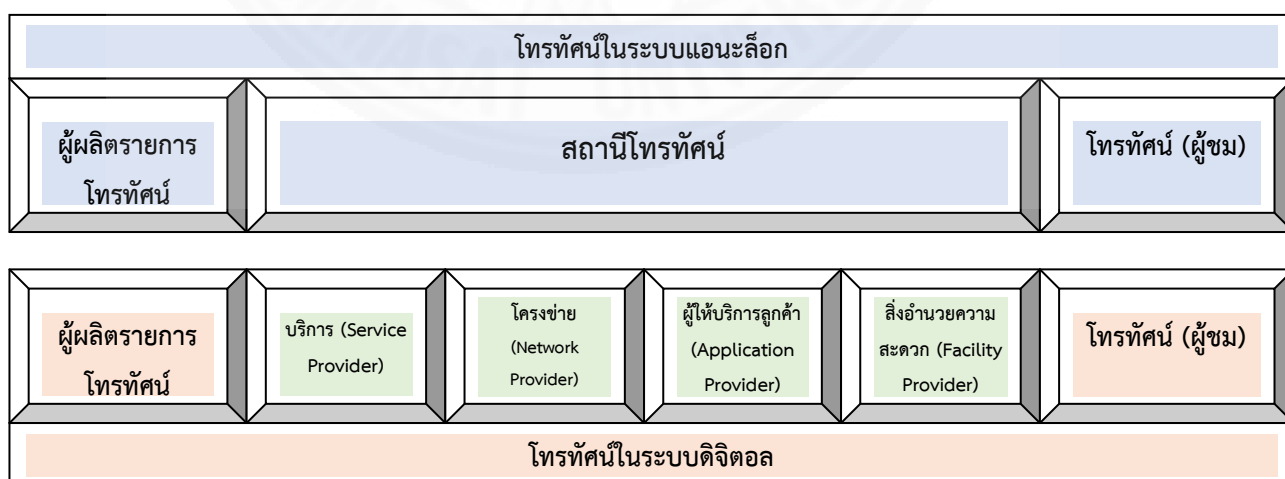 โทรทัศน์ในระบบแอนะล็อก
ผู้ผลิตรายการ
โทรทัศน์
สถานีโทรทัศน์
โทรทัศน์ (ผู้ชม)
ผู้ผลิตรายการ
โทรทัศน์
บริการ (Service
Provider)
โครงข่าย
(Network
Provider)
ผู้ให้บริการลูกค้า
(Application
Provider)
สิ่งอำนวยความ
สะดวก (Facility
Provider)
โทรทัศน์ (ผู้ชม)
โทรทัศน์ในระบบดิจิตอล